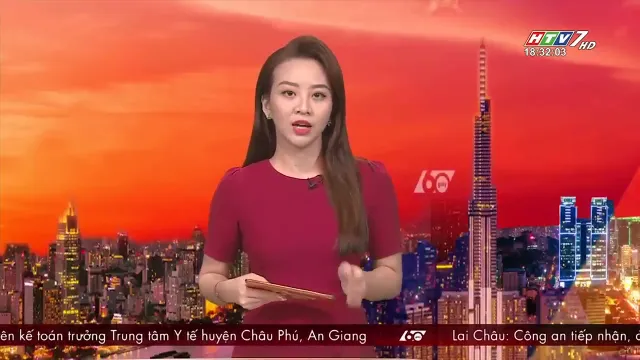 HTV7 HD
18:32:03
60
ên kế toán trưởng Trung tâm Y tế huyện Châu Phú, An Giang 60 Lai Châu: Công an tiếp nhận,